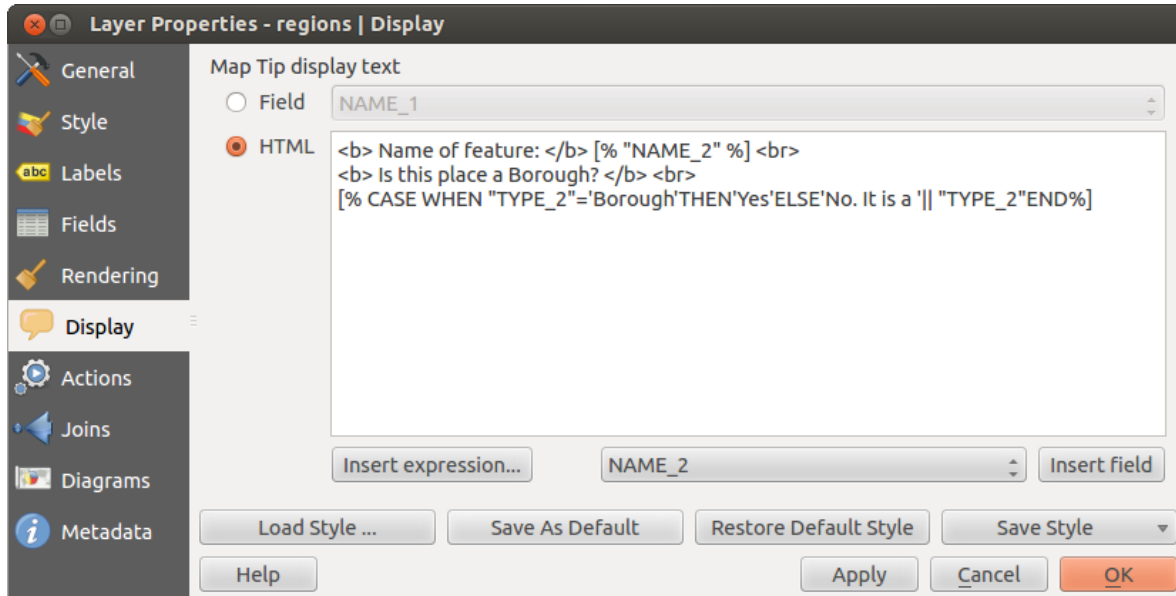 Layer Properties - regions | Display
General
Style
abc Labels
Fields
Rendering
Display
Actions
Joins
Diagrams
Metadata
Map Tip display text
Field NAME_1
HTML
<b> Name of feature: </b> [% "NAME_2" %] <br>
<b> Is this place a Borough? </b> <br>
[% CASE WHEN "TYPE_2"='Borough'THEN'Yes'ELSE'No. It is a '|| "TYPE_2"END%]
Insert expression... NAME_2 Insert field
Load Style ... Save As Default Restore Default Style Save Style
Help Apply Cancel OK